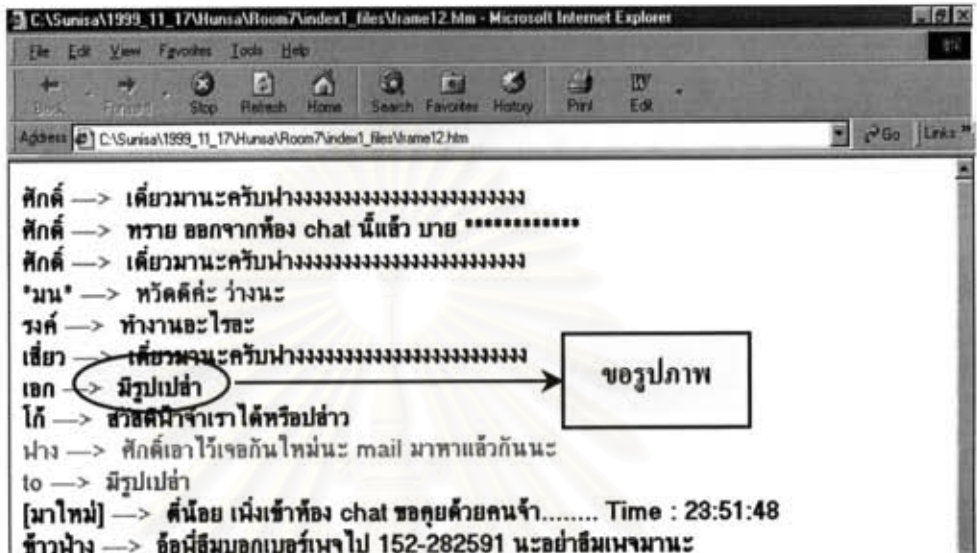 C:\Sunisa\1999_11_17\Hunsa\Room7\index1_files\frame12.htm - Microsoft Internet Explorer
File Edit View Favorites Tools Help
Back Forward Stop Refresh Home Search Favorites History Print Edit
Address C:\Sunisa\1999_11_17\Hunsa\Room7\index1_files\frame12.htm Go Links »
ศักดิ์ —> เดี๋ยวมานะครับฟางงงงงงงงงงงงงงงงงงงงงงงง
ศักดิ์ —> ทราย ออกจากห้อง chat นี้แล้ว บาย ************
ศักดิ์ —> เดี๋ยวมานะครับฟางงงงงงงงงงงงงงงงงงงงงงงง
*มน* —> หวัดดีค่ะ ว่างนะ
รงค์ —> ทำงานอะไรอะ
เสี่ยว —> เดี๋ยวมานะครับฟางงงงงงงงงงงงงงงงงงงงงงงง
เอก —> มีรูปเปล่า
ขอรูปภาพ
โก้ —> สวัสดีฟ้าจำเราได้หรือปล่าว
ฟาง —> ศักดิ์เอาไว้เจอกันใหม่นะ mail มาหาแล้วกันนะ
to —> มีรูปเปล่า
[มาใหม่] —> ตี๋น้อย เพิ่งเข้าห้อง chat ขอคุยด้วยคนจ้า........ Time : 23:51:48
ข้าวฟ่าง —> อ้อพี่ลืมบอกเบอร์เพจไป 152-282591 นะอย่าลืมเพจมานะ